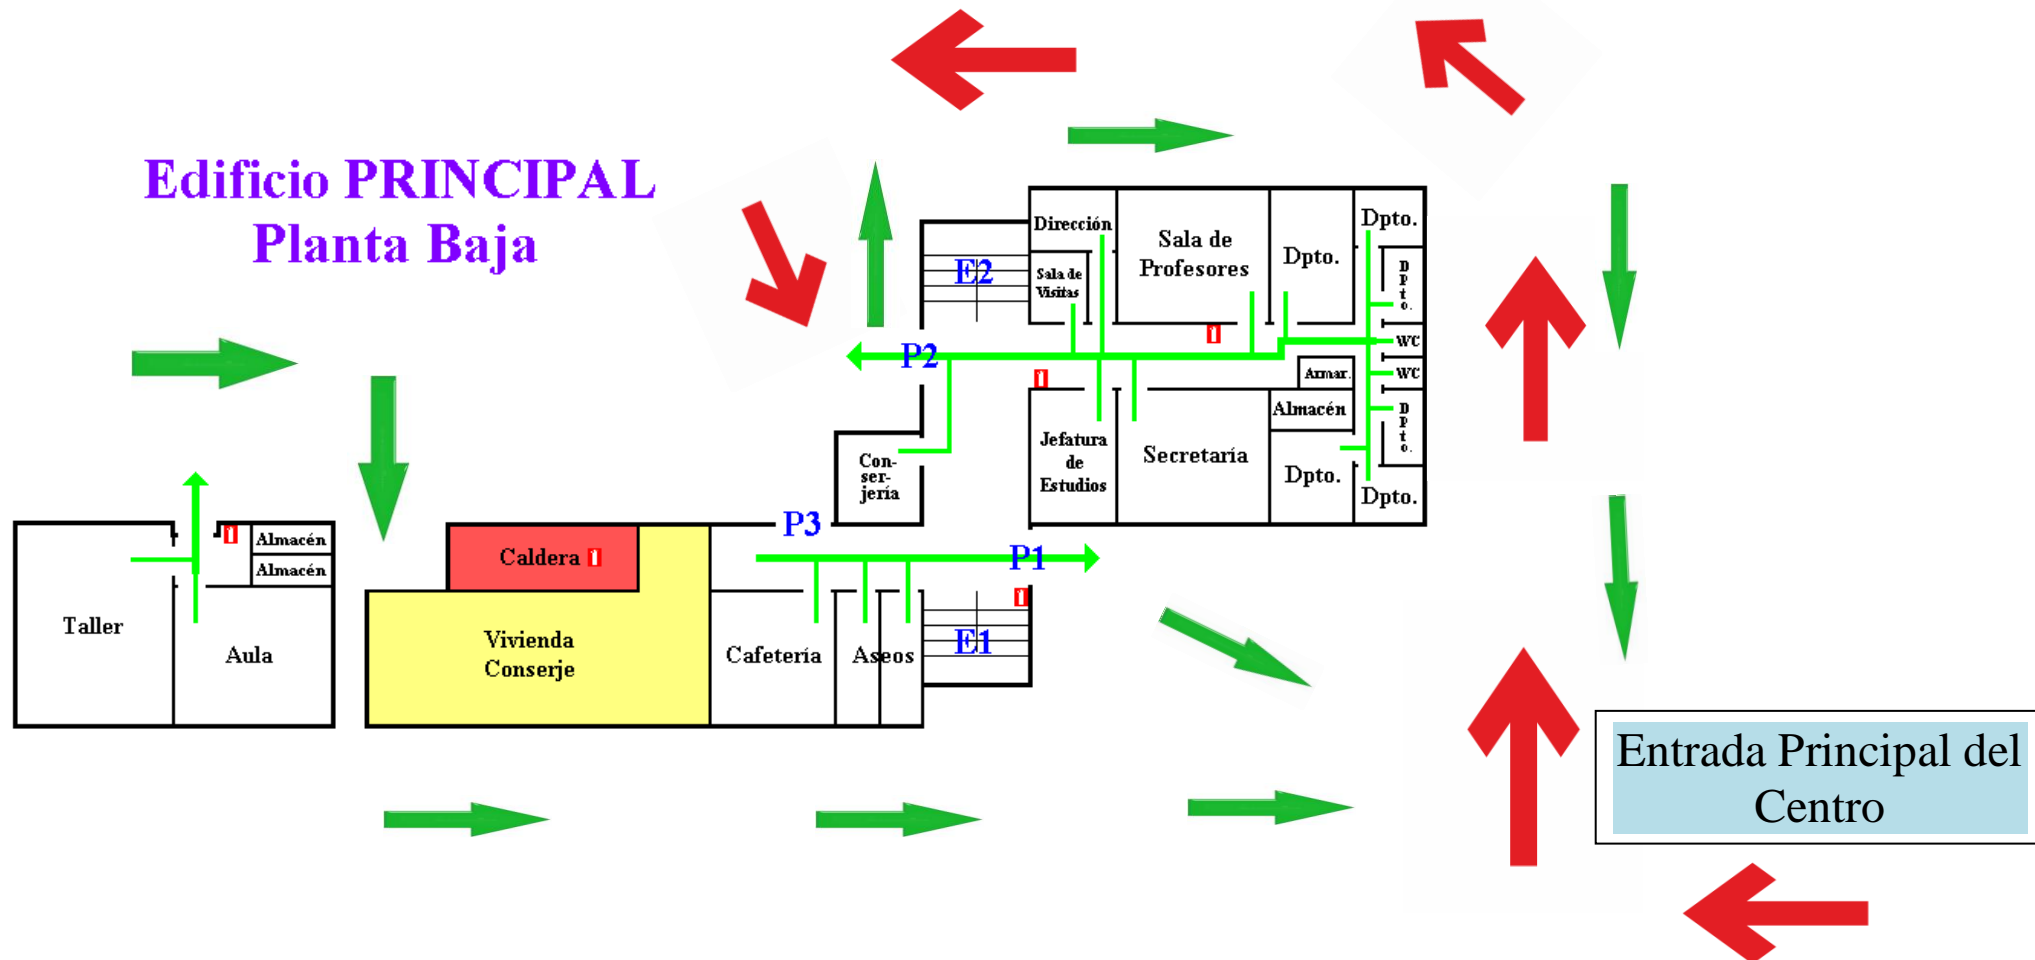 Edificio PRINCIPAL
Planta Baja
Dirección
Sala de
Profesores
Dpto.
Dpto.
E2
Sala de
Visitas
Dpto.
WC
P2
Armar.
WC
Almacén
Dpto.
Jefatura
de
Estudios
Secretaría
Con-
ser-
jería
Dpto.
Dpto.
P3
Almacén
Almacén
Caldera
P1
Taller
Aula
Vivienda
Conserje
Cafetería
Aseos
E1
Entrada Principal del
Centro